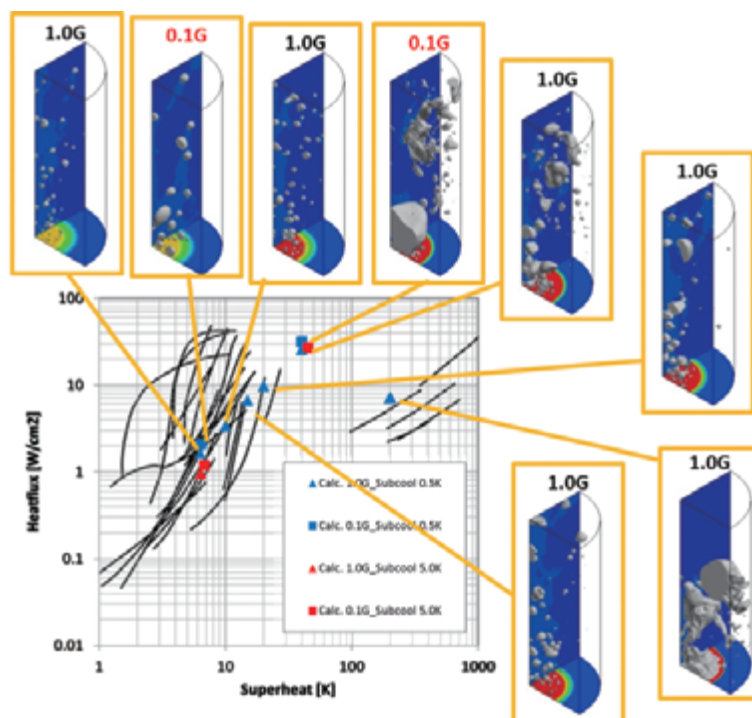 1.0G
0.1G
1.0G
0.1G
1.0G
1.0G
100
10
1
0.1
0.01
Heatflux [W/cm2]
Calc. 1.0G_Subcool 0.5K
Calc. 0.1G_Subcool 0.5K
Calc. 1.0G_Subcool 5.0K
Calc. 0.1G_Subcool 5.0K
1
10
100
1000
Superheat [K]
1.0G
1.0G